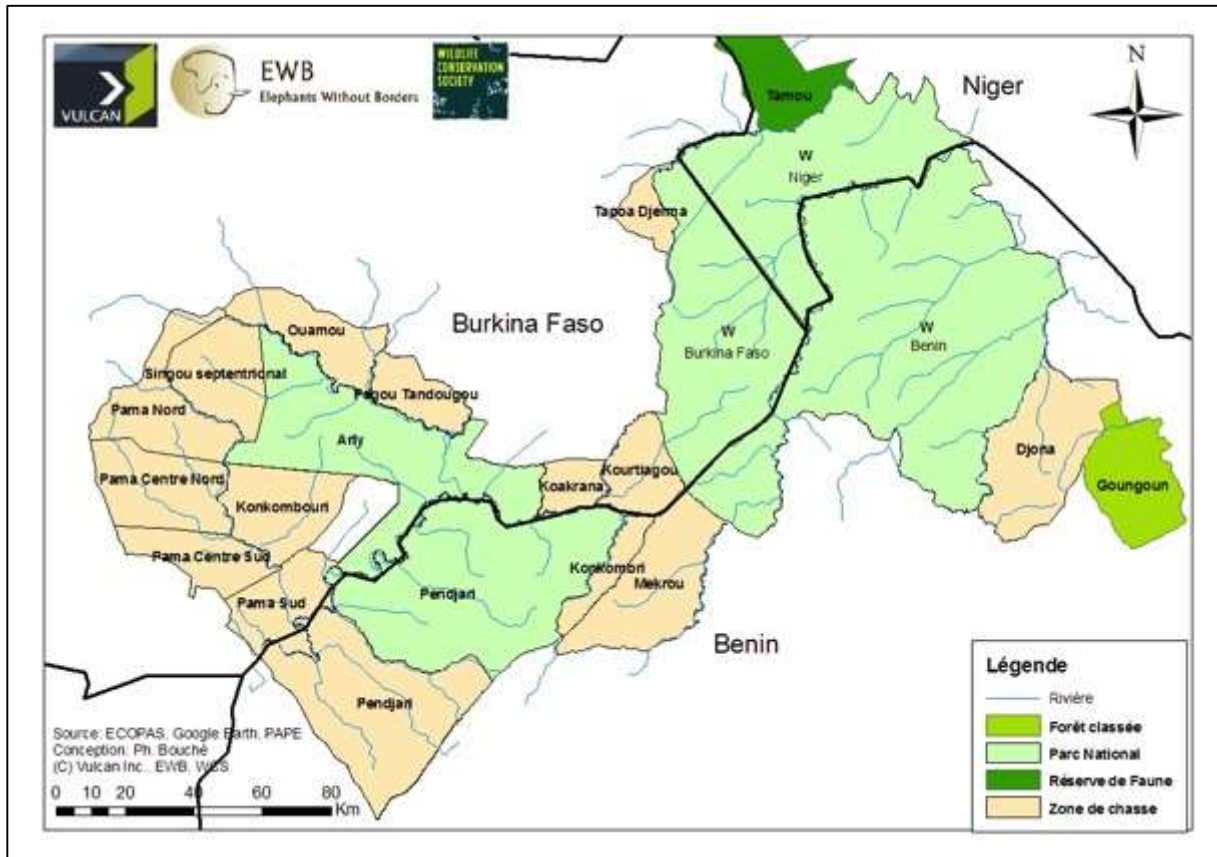 VULCAN
EWB
Elephants Without Borders
WILDLIFE
CONSERVATION
SOCIETY
N
Niger
Tamou
W
Niger
Tapoa Djerma
Burkina Faso
W
Burkina Faso
W
Benin
Ouamou
Singou septentrional
Pagou Tandougou
Pama Nord
Arly
Pama Centre Nord
Konkombouri
Koakrana
Kourtiagou
Djona
Goungoun
Pama Centre Sud
Pama Sud
Pendjari
Konkombri
Mekrou
Benin
Pendjari
Source: ECOPAS, Google Earth, PAPE
Conception: Ph. Bouché
(C) Vulcan Inc., EWB, WCS
0 10 20 40 60 80
Km
Légende
Rivière
Forêt classée
Parc National
Réserve de Faune
Zone de chasse